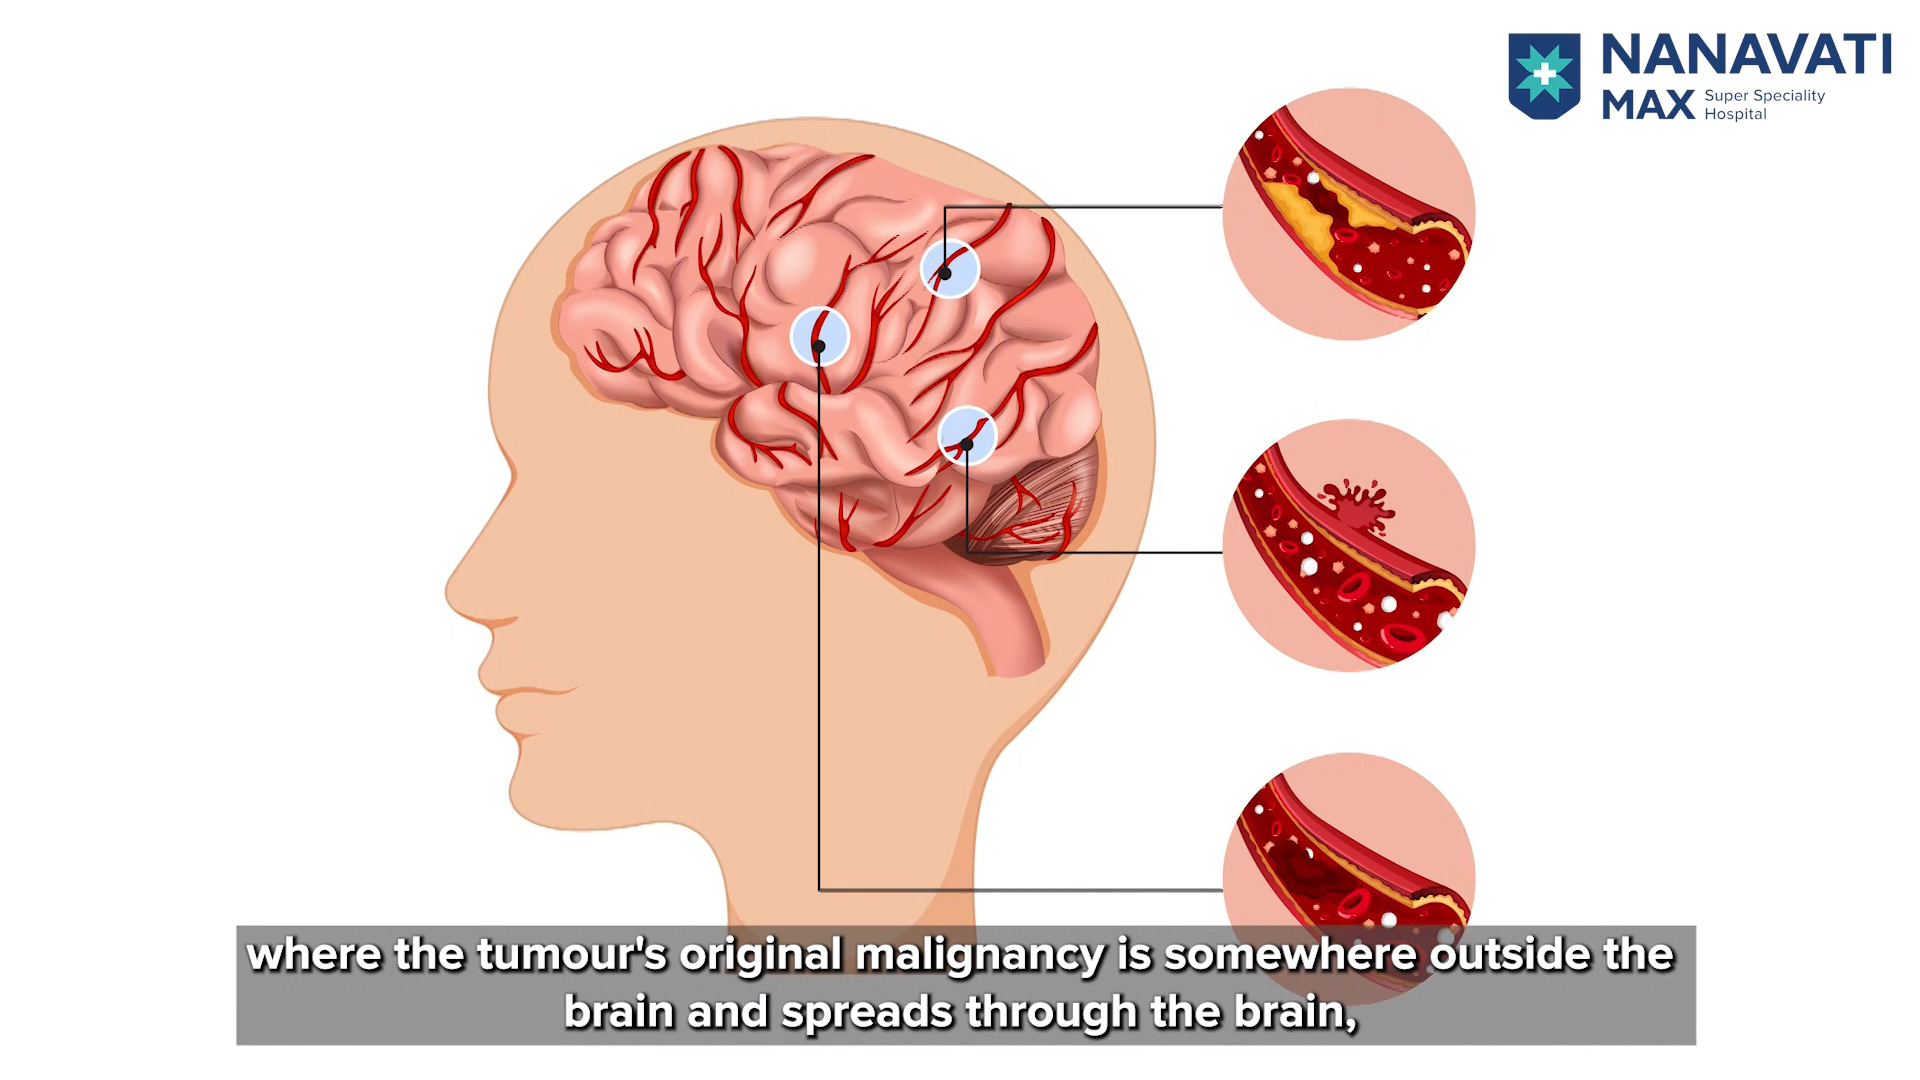 NANAVATI
MAX Super Speciality
Hospital
where the tumour's original malignancy is somewhere outside the
brain and spreads through the brain,